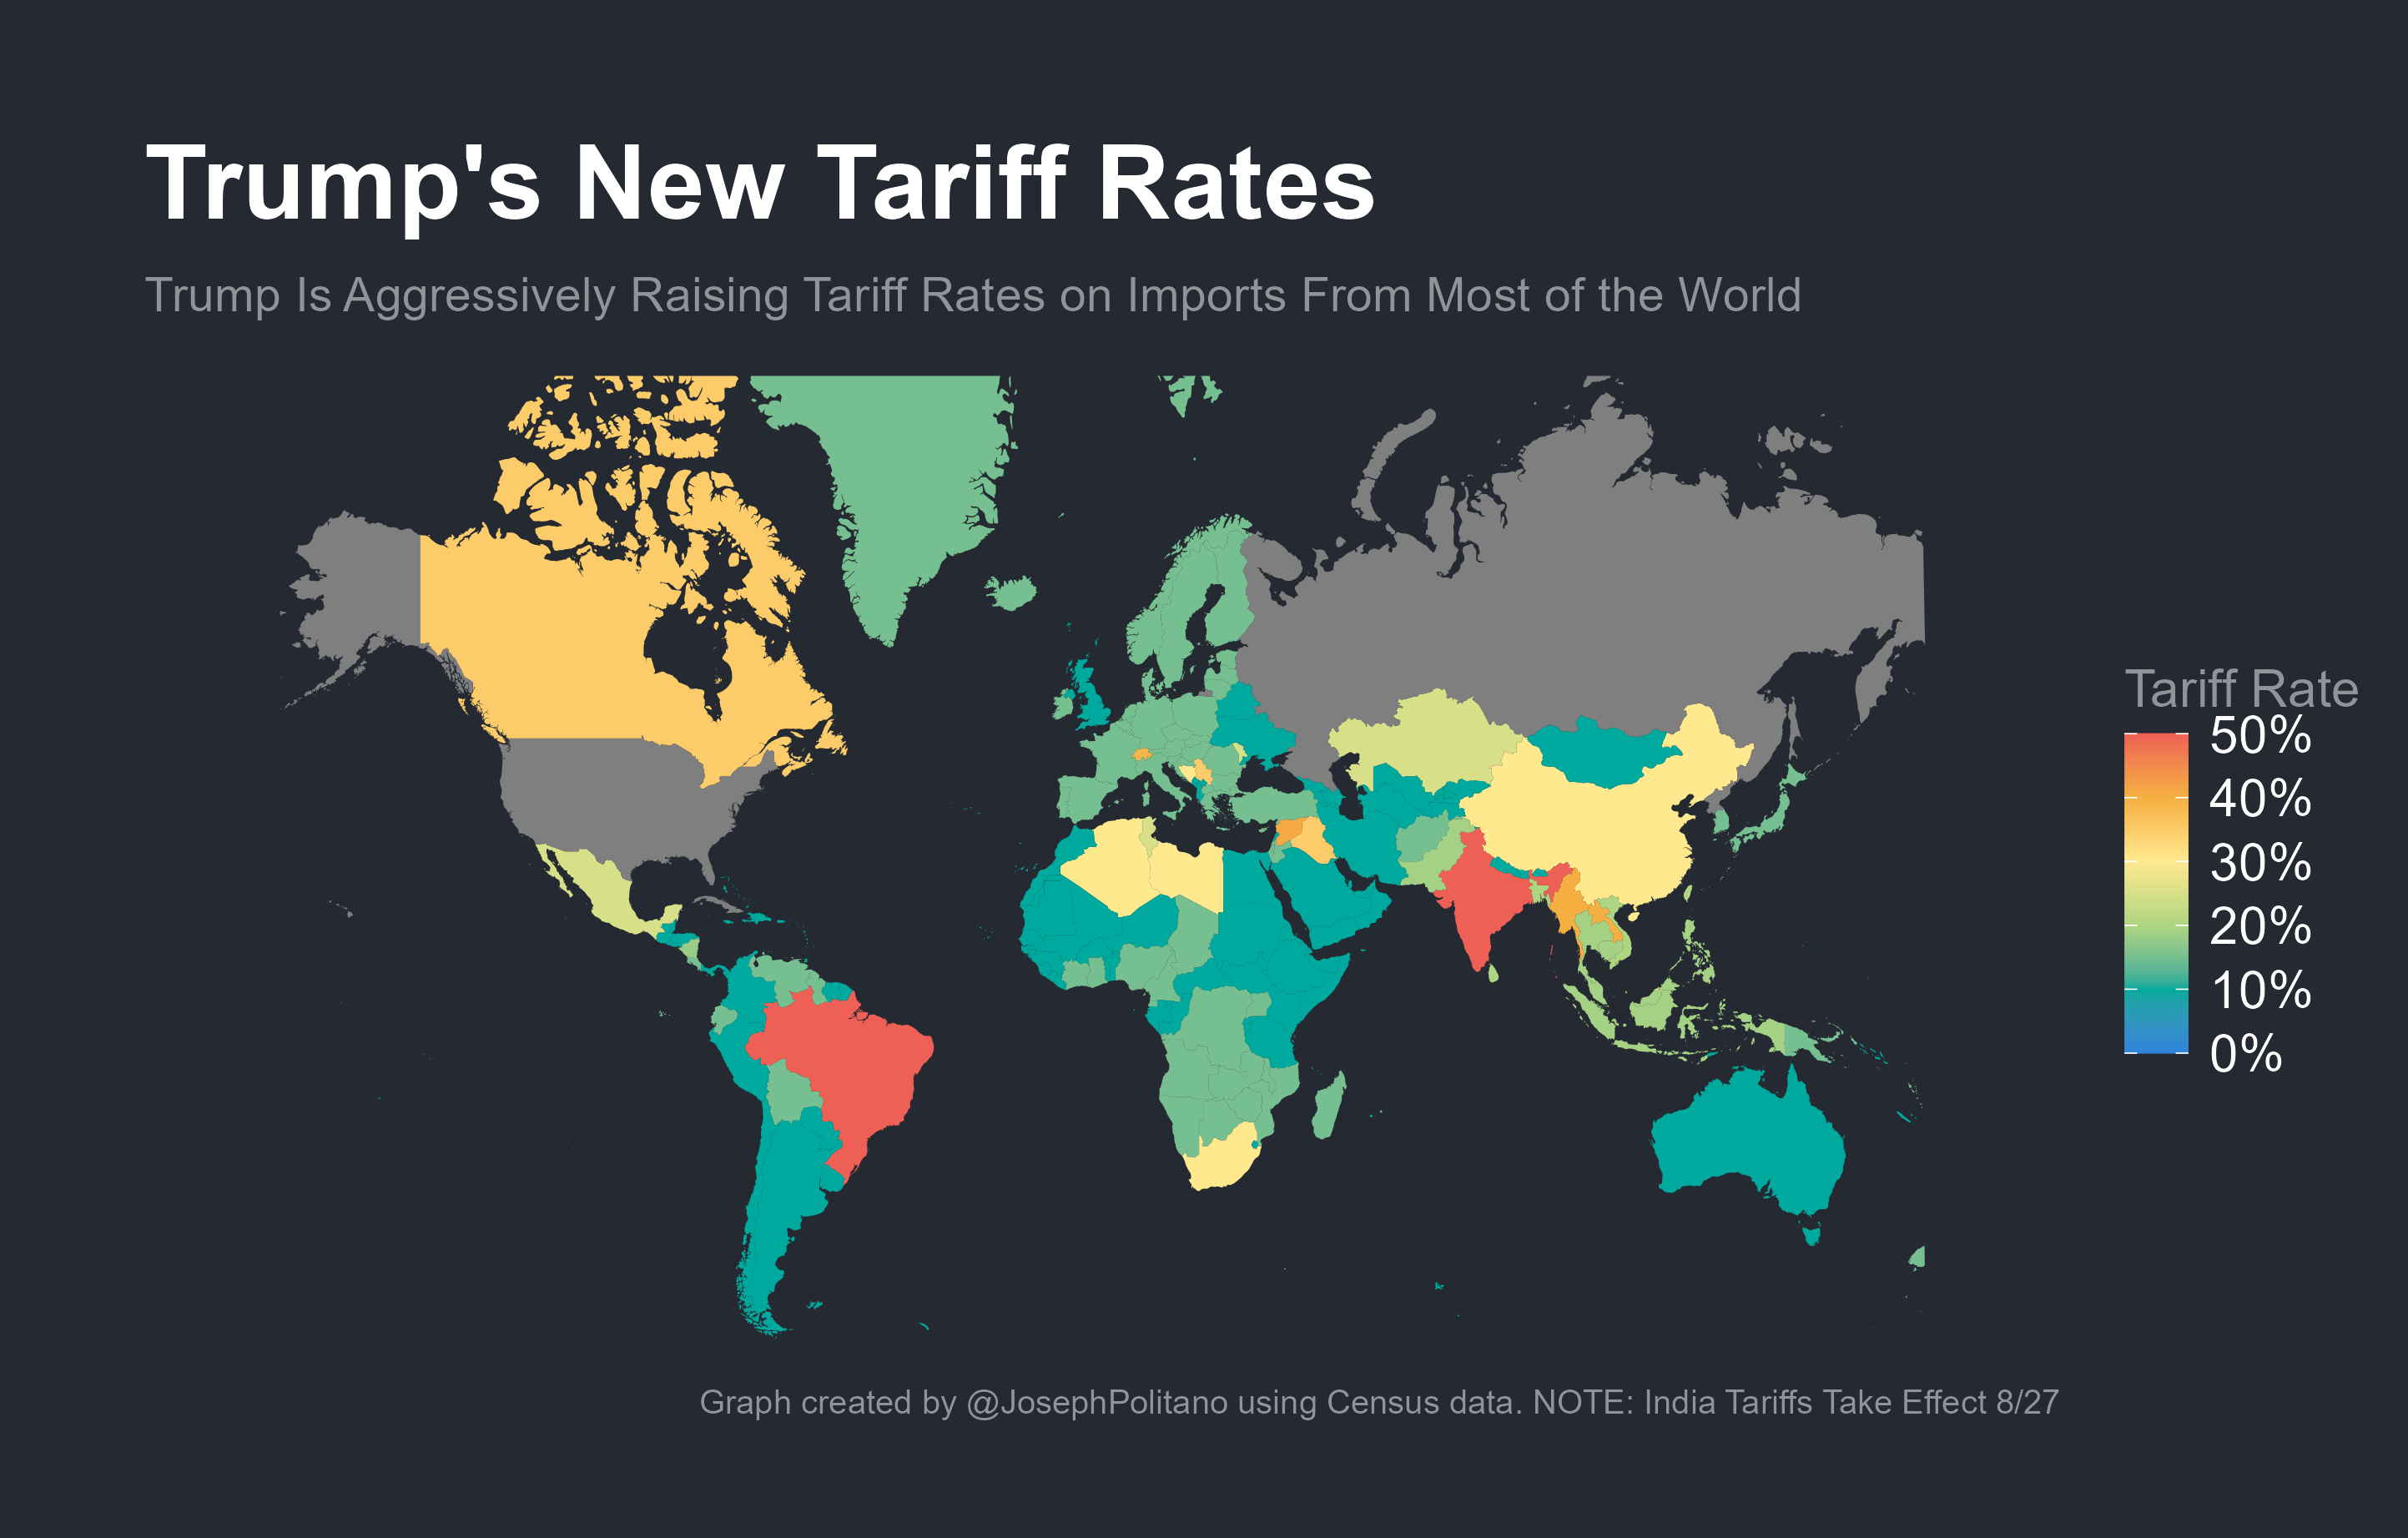 Trump's New Tariff Rates
Trump Is Aggressively Raising Tariff Rates on Imports From Most of the World
Tariff Rate
50%
40%
30%
20%
10%
0%
Graph created by @JosephPolitano using Census data. NOTE: India Tariffs Take Effect 8/27